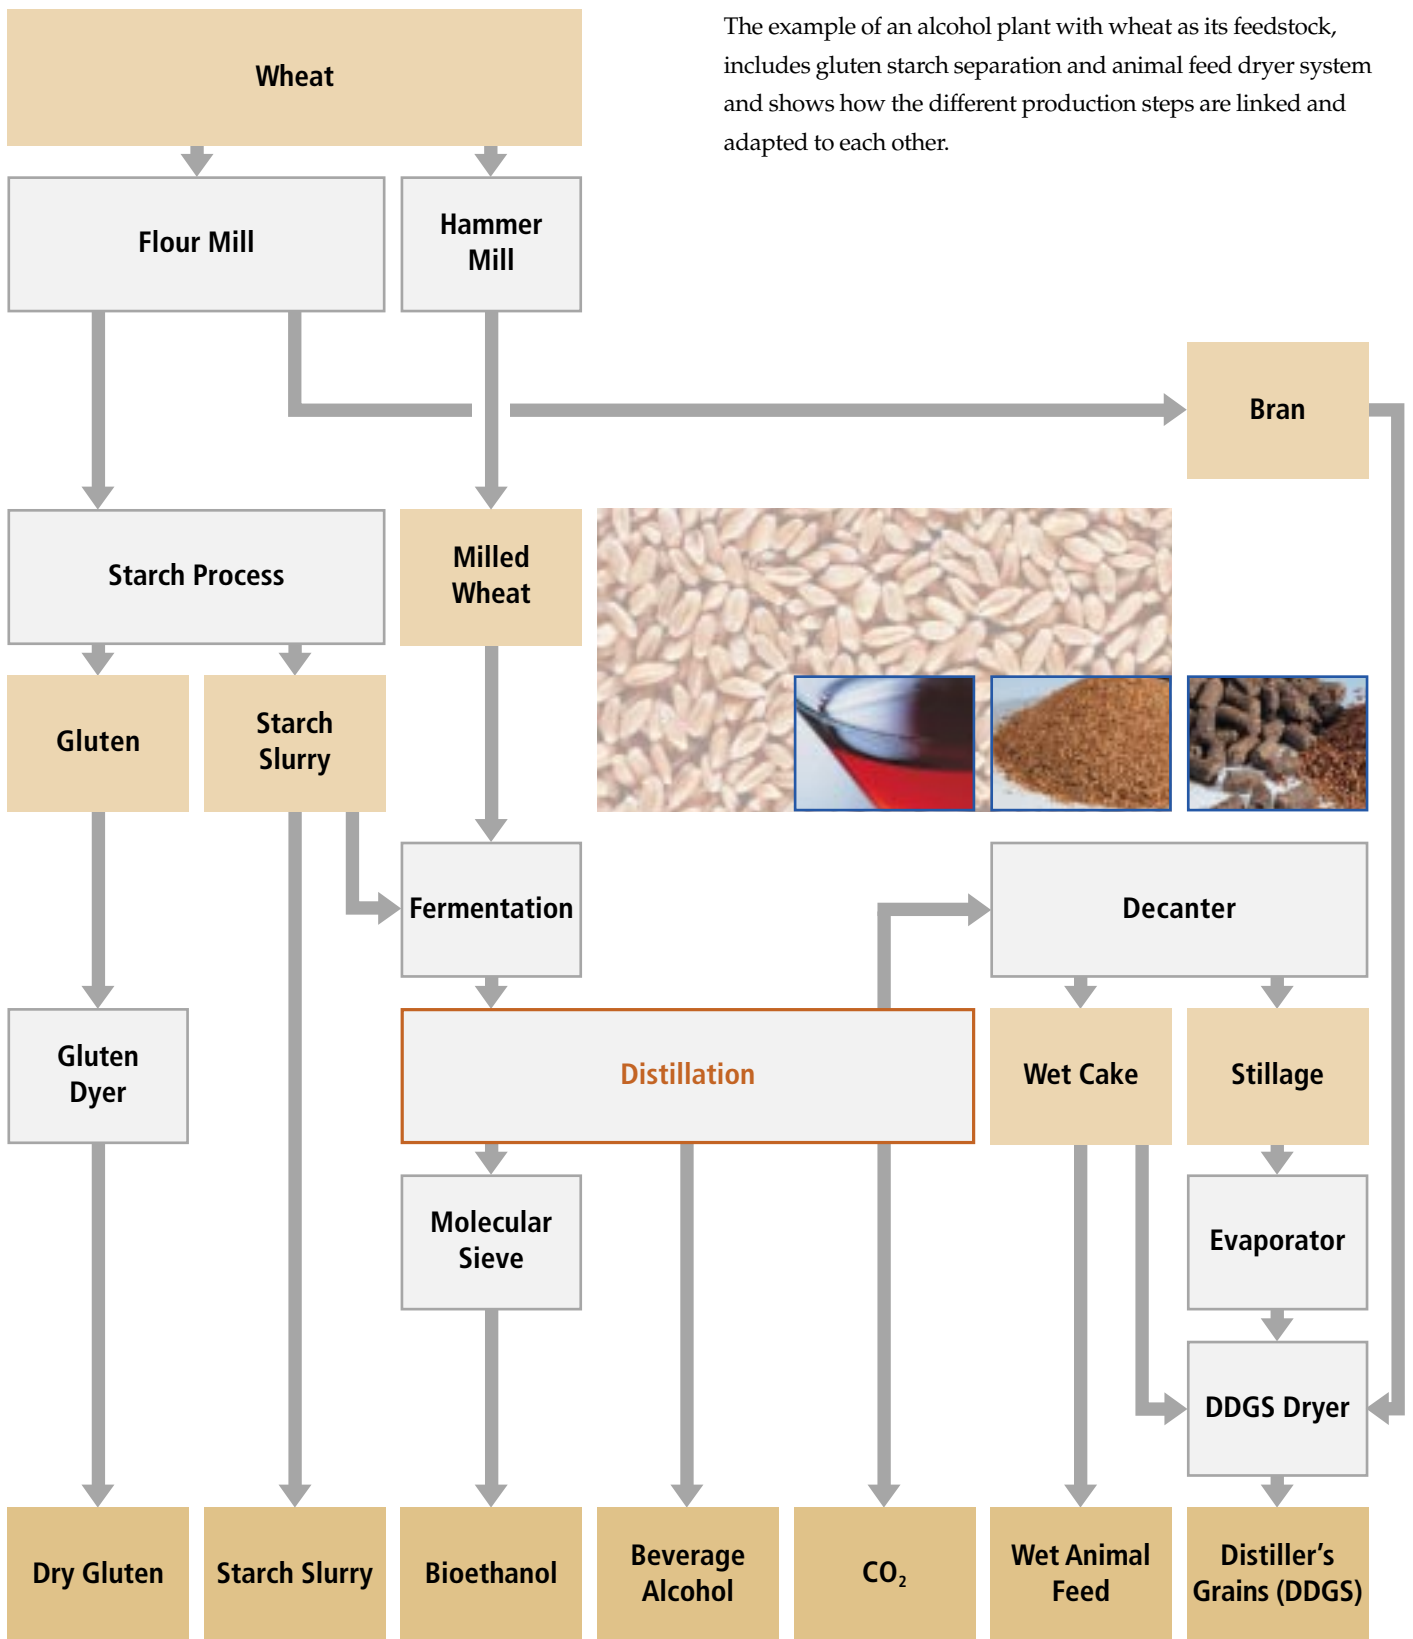 The example of an alcohol plant with wheat as its feedstock,
includes gluten starch separation and animal feed dryer system
and shows how the different production steps are linked and
adapted to each other.
Wheat
Flour Mill
Hammer
Mill
Bran
Starch Process
Milled
Wheat
Gluten
Starch
Slurry
Fermentation
Decanter
Gluten
Dyer
Distillation
Wet Cake
Stillage
Molecular
Sieve
Evaporator
DDGS Dryer
Dry Gluten
Starch Slurry
Bioethanol
Beverage
Alcohol
CO₂
Wet Animal
Feed
Distiller's
Grains (DDGS)